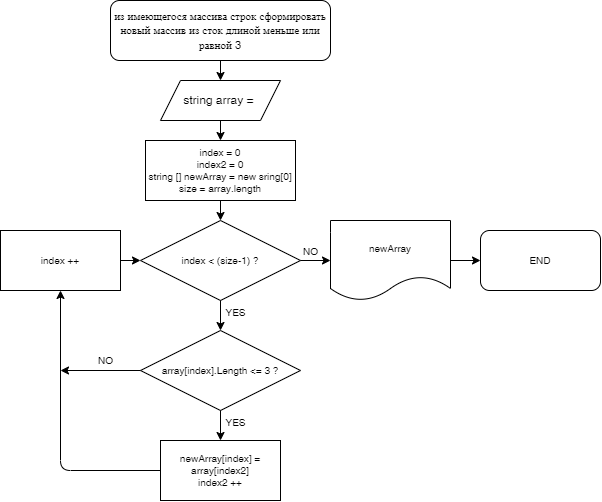 из имеющегося массива строк сформировать
новый массив из сток длиной меньше или
равной 3
string array =
index = 0
index2 = 0
string [] newArray = new sring[0]
size = array.length
index ++
index < (size-1) ?
NO
newArray
END
YES
NO
array[index].Length <= 3 ?
YES
newArray[index] =
array[index2]
index2 ++